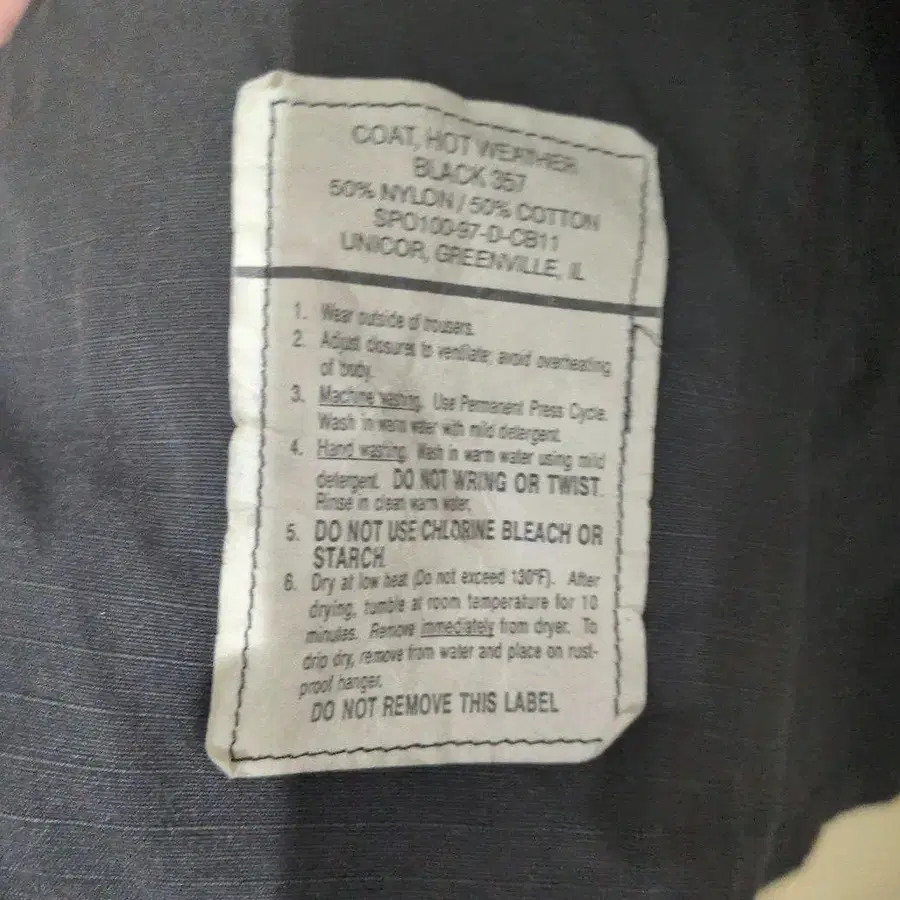 COAT, HOT WEATHER
BLACK 357
50% NYLON / 50% COTTON
SPO100-97-D-CB11
UNICOR, GREENVILLE, IL
1. Wear outside of trousers.
2. Adjust closures to ventilate; avoid overheating
of body.
3. Machine washing. Use Permanent Press Cycle.
Wash in warm water with mild detergent.
4. Hand washing. Wash in warm water using mild
detergent. DO NOT WRING OR TWIST.
Rinse in clean warm water.
5. DO NOT USE CHLORINE BLEACH OR
STARCH.
6. Dry at low heat (Do not exceed 130°F). After
drying, tumble at room temperature for 10
minutes. Remove immediately from dryer. To
drip dry, remove from water and place on rust-
proof hanger.
DO NOT REMOVE THIS LABEL